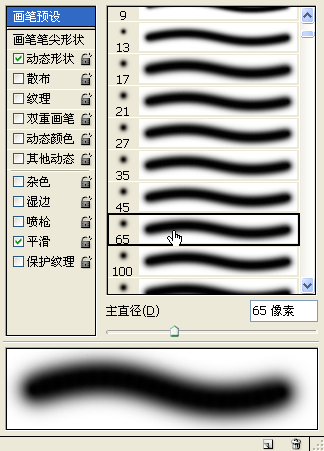 画笔预设
画笔笔尖形状
动态形状
散布
纹理
双重画笔
动态颜色
其他动态
杂色
湿边
喷枪
平滑
保护纹理
9
13
17
21
27
35
45
65
100
主直径(D)
65 像素